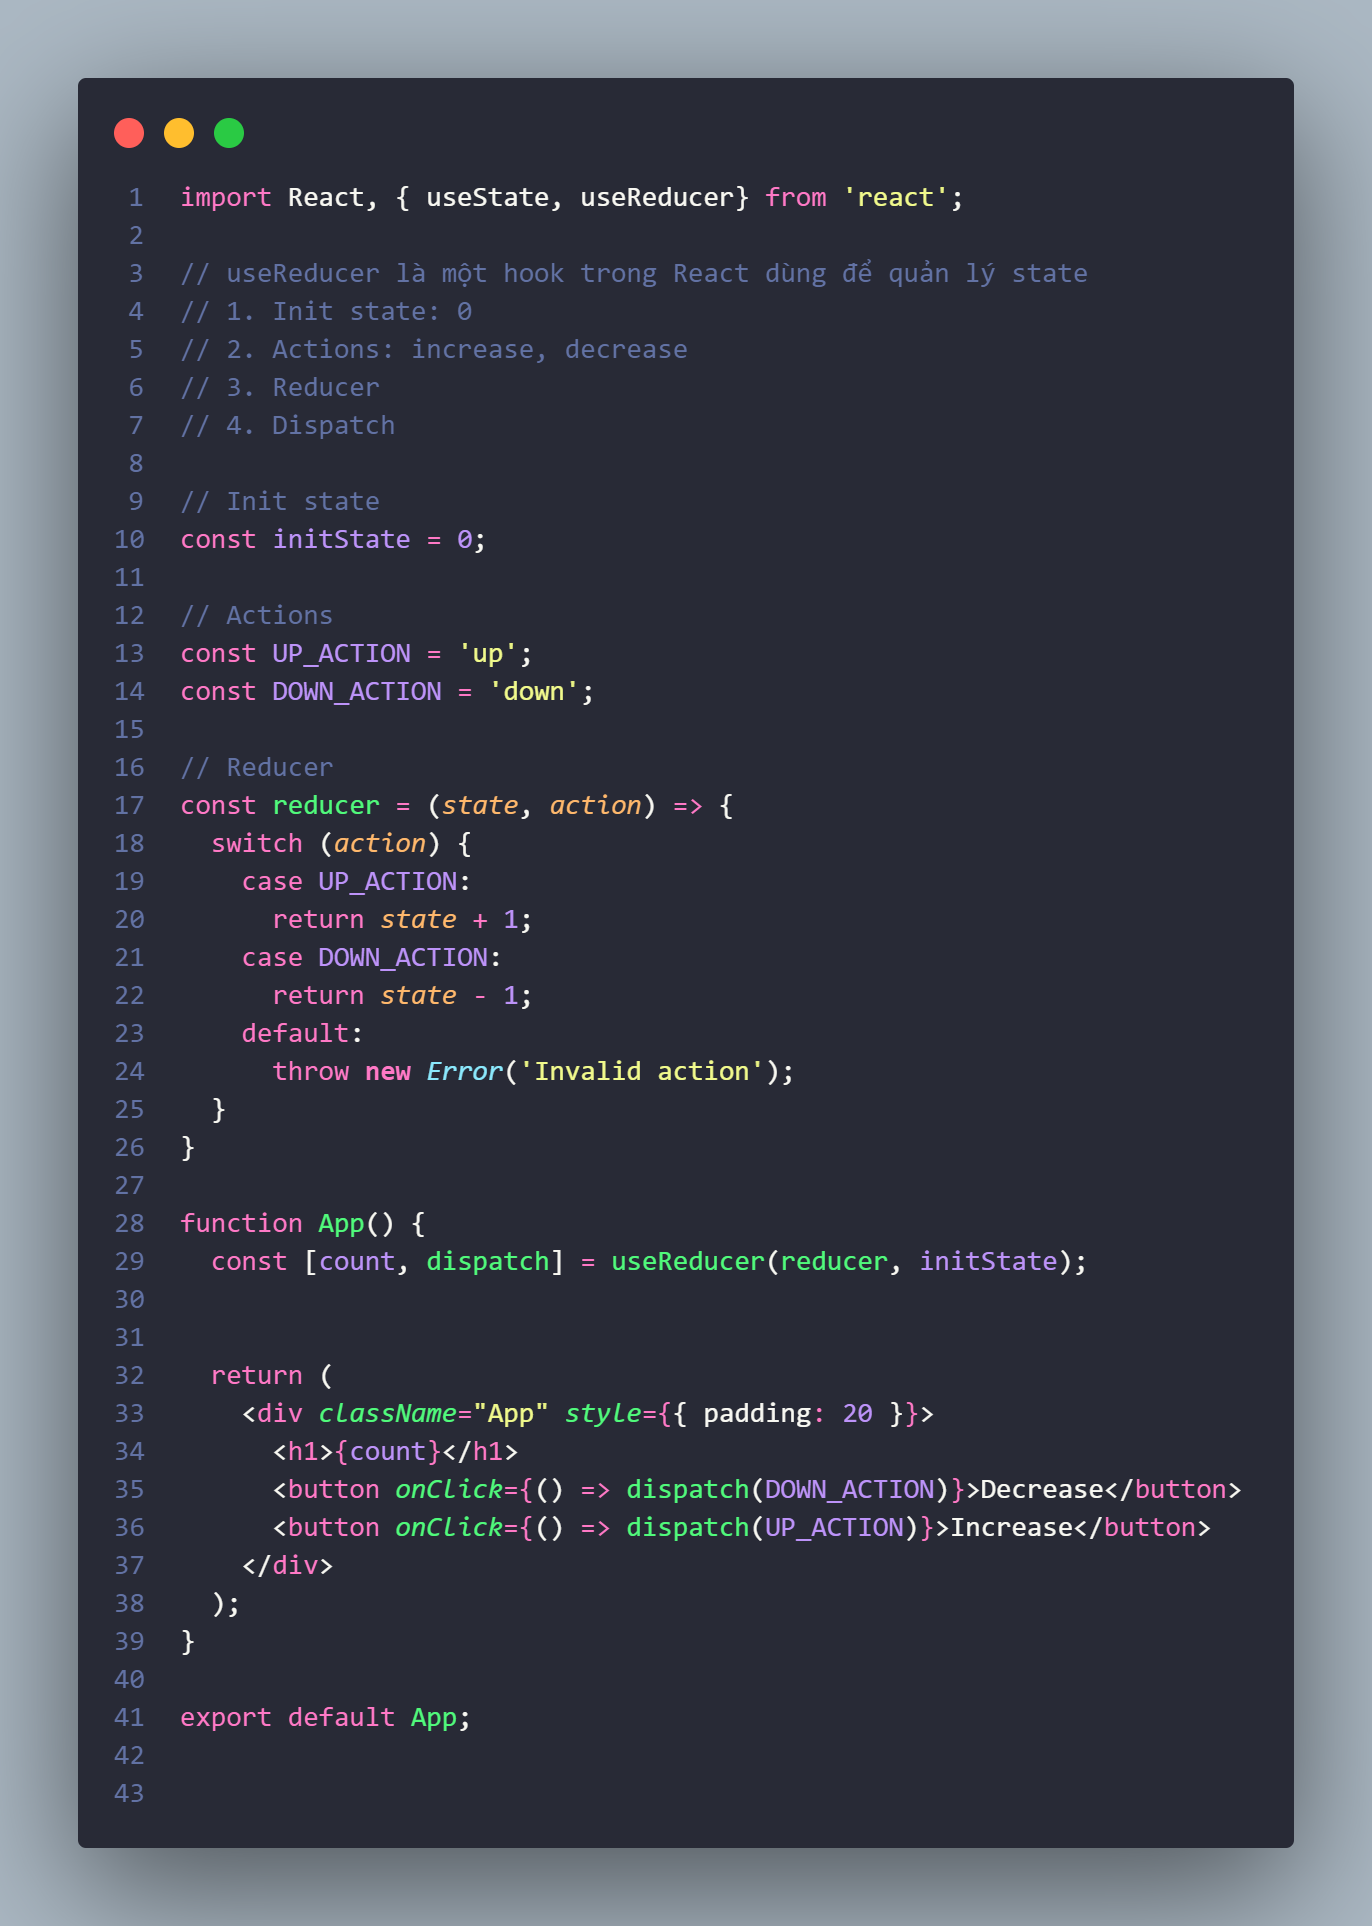 1 import React, { useState, useReducer} from 'react';
2
3 // useReducer là một hook trong React dùng để quản lý state
4 // 1. Init state: 0
5 // 2. Actions: increase, decrease
6 // 3. Reducer
7 // 4. Dispatch
8
9 // Init state
10 const initState = 0;
11
12 // Actions
13 const UP_ACTION = 'up';
14 const DOWN_ACTION = 'down';
15
16 // Reducer
17 const reducer = (state, action) => {
18   switch (action) {
19     case UP_ACTION:
20       return state + 1;
21     case DOWN_ACTION:
22       return state - 1;
23     default:
24       throw new Error('Invalid action');
25   }
26 }
27
28 function App() {
29   const [count, dispatch] = useReducer(reducer, initState);
30
31
32   return (
33     <div className="App" style={{ padding: 20 }}>
34       <h1>{count}</h1>
35       <button onClick={() => dispatch(DOWN_ACTION)}>Decrease</button>
36       <button onClick={() => dispatch(UP_ACTION)}>Increase</button>
37     </div>
38   );
39 }
40
41 export default App;
42
43